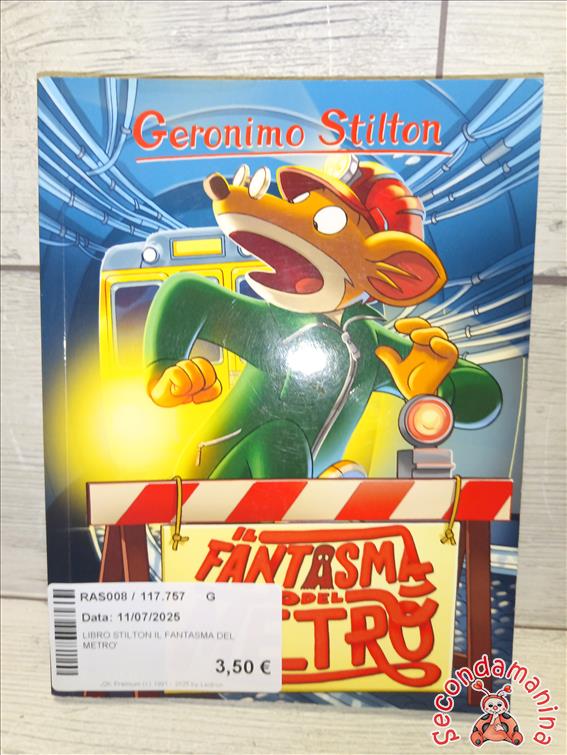 Geronimo Stilton
IL
FANTASMA
DEL
METRÒ
RAS008 / 117.757 G
Data: 11/07/2025
LIBRO STILTON IL FANTASMA DEL
METRO'
3,50 €
secondamanina